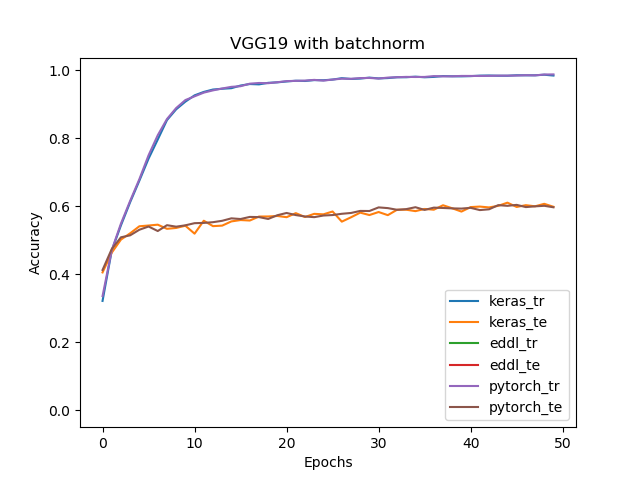 VGG19 with batchnorm
Accuracy
1.0
0.8
0.6
0.4
0.2
0.0
0
10
20
30
40
50
Epochs
keras_tr
keras_te
eddl_tr
eddl_te
pytorch_tr
pytorch_te